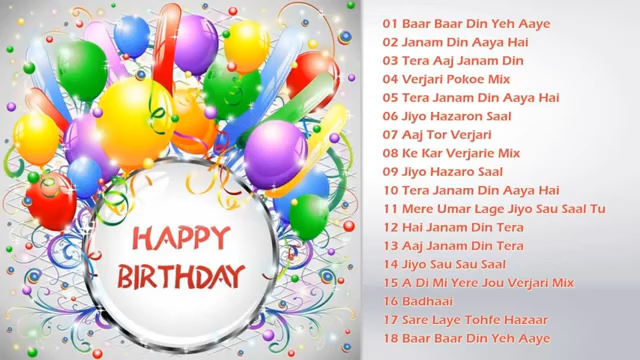 HAPPY
BIRTHDAY
01 Baar Baar Din Yeh Aaye
02 Janam Din Aaya Hai
03 Tera Aaj Janam Din
04 Verjari Pokoe Mix
05 Tera Janam Din Aaya Hai
06 Jiyo Hazaron Saal
07 Aaj Tor Verjari
08 Ke Kar Verjarie Mix
09 Jiyo Hazaro Saal
10 Tera Janam Din Aaya Hai
11 Mere Umar Lage Jiyo Sau Saal Tu
12 Hai Janam Din Tera
13 Aaj Janam Din Tera
14 Jiyo Sau Sau Saal
15 A Di Mi Yere Jou Verjari Mix
16 Badhaai
17 Sare Laye Tohfe Hazaar
18 Baar Baar Din Yeh Aaye